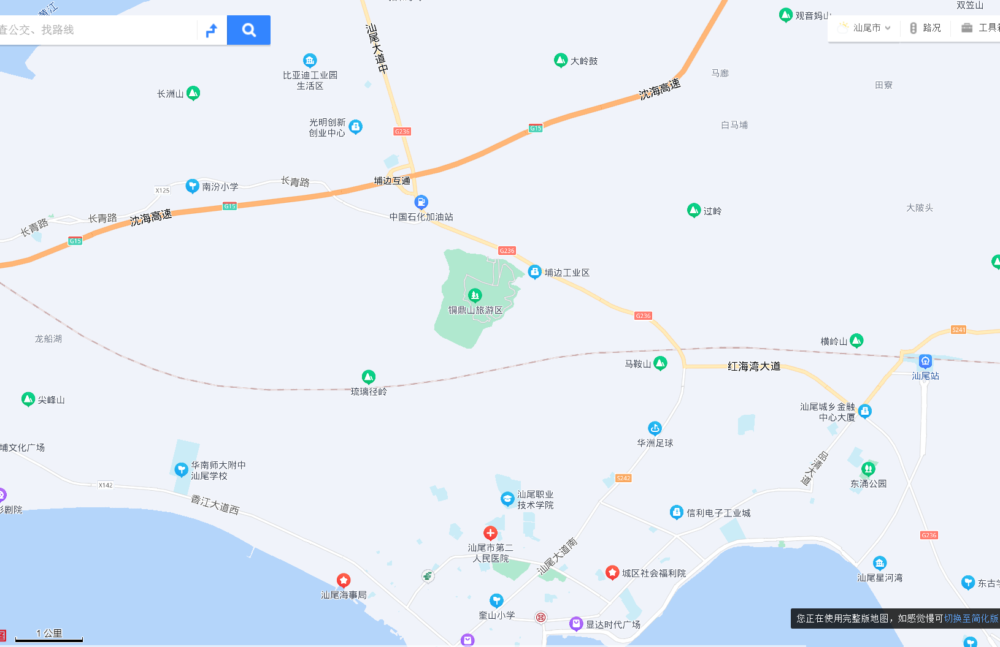 黄江
双笠山
查公交、找路线
汕尾大道中
观音妈山
汕尾市
路况
工具箱
比亚迪工业园
生活区
大岭鼓
马廊
田寮
沈海高速
长洲山
光明创新
创业中心
G236
G15
白马埔
埔边互通
长青路
南汾小学
X125
中国石化加油站
G15
过岭
大陂头
长青路
长青路
沈海高速
G15
G236
埔边工业区
铜鼎山旅游区
G236
S241
龙船湖
横岭山
马鞍山
红海湾大道
汕尾站
琉璃径岭
尖峰山
汕尾城乡金融
中心大厦
华洲足球
埔文化广场
华南师大附中
汕尾学校
品清大道
S242
东涌公园
X142
影剧院
香江大道西
汕尾职业
技术学院
信利电子工业城
汕尾市第二
人民医院
G236
汕尾大道南
城区社会福利院
汕尾星河湾
东古学
汕尾海事局
奎山小学
显达时代广场
您正在使用完整版地图，如感觉慢可切换至简化版
1 公里